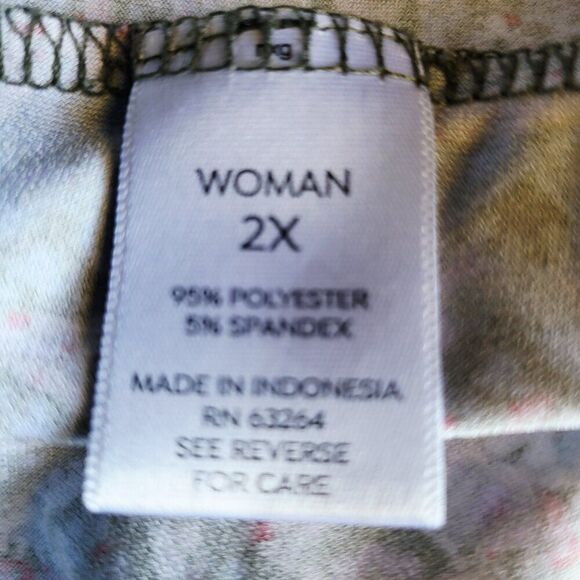 WOMAN
2X
95% POLYESTER
5% SPANDEX
MADE IN INDONESIA
RN 63264
SEE REVERSE
FOR CARE